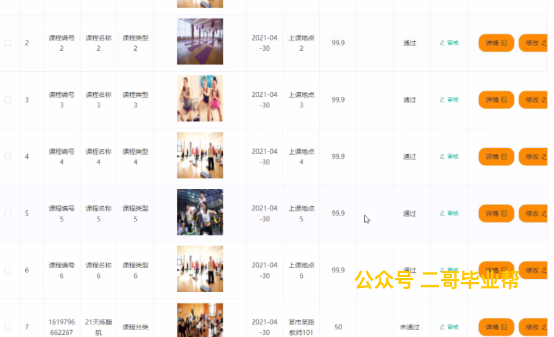 2 课程编号2 课程名称2 课程类型2 2021-04-30 上课地点2 99.9 通过 审核 详情 修改
3 课程编号3 课程名称3 课程类型3 2021-04-30 上课地点3 99.9 通过 审核 详情 修改
4 课程编号4 课程名称4 课程类型4 2021-04-30 上课地点4 99.9 通过 审核 详情 修改
5 课程编号5 课程名称5 课程类型5 2021-04-30 上课地点5 99.9 通过 审核 详情 修改
6 课程编号6 课程名称6 课程类型6 2021-04-30 上课地点6 99.9 通过 审核 详情 修改
公众号 二哥毕业帮
7 1619796662267 21天练腹肌 课程分类 2021-04-30 某市某路教师101 50 未通过 审核 详情 修改